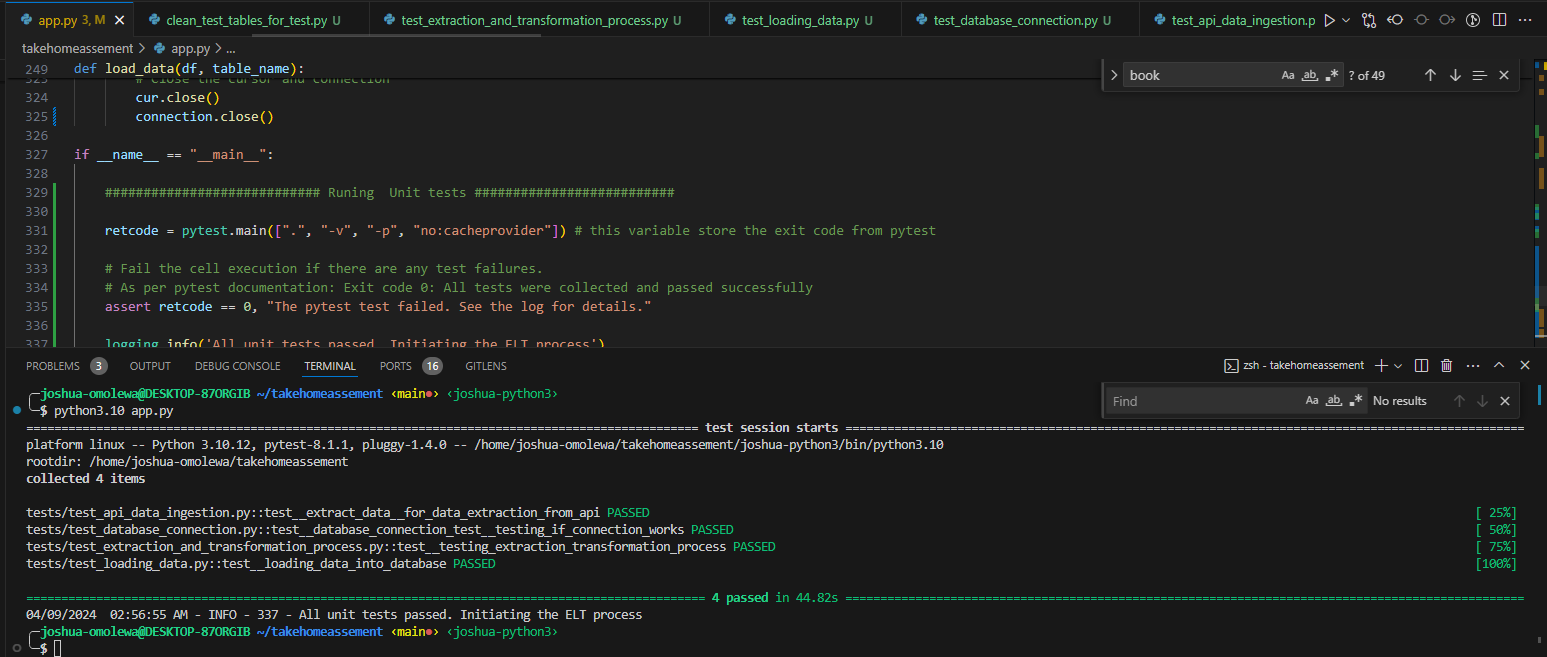 app.py 3, M
clean_test_tables_for_test.py U
test_extraction_and_transformation_process.py U
test_loading_data.py U
test_database_connection.py U
test_api_data_ingestion.p
takehomeassement > app.py > ...
249 def load_data(df, table_name):
323 # Close the cursor and connection
324 cur.close()
325 connection.close()
326
327 if __name__ == "__main__":
328
329 ############################ Runing  Unit tests ##########################
330
331 retcode = pytest.main([".", "-v", "-p", "no:cacheprovider"]) # this variable store the exit code from pytest
332
333 # Fail the cell execution if there are any test failures.
334 # As per pytest documentation: Exit code 0: All tests were collected and passed successfully
335 assert retcode == 0, "The pytest test failed. See the log for details."
336
337 logging.info('All unit tests passed. Initiating the ELT process')
book Aa ab .* ? of 49
PROBLEMS 3 OUTPUT DEBUG CONSOLE TERMINAL PORTS 16 GITLENS
zsh - takehomeassement
Find Aa ab .* No results
joshua-omolewa@DESKTOP-87ORGIB ~/takehomeassement ‹main●› ‹joshua-python3›
$ python3.10 app.py
test session starts
platform linux -- Python 3.10.12, pytest-8.1.1, pluggy-1.4.0 -- /home/joshua-omolewa/takehomeassement/joshua-python3/bin/python3.10
rootdir: /home/joshua-omolewa/takehomeassement
collected 4 items
tests/test_api_data_ingestion.py::test__extract_data__for_data_extraction_from_api PASSED [ 25%]
tests/test_database_connection.py::test__database_connection_test__testing_if_connection_works PASSED [ 50%]
tests/test_extraction_and_transformation_process.py::test__testing_extraction_transformation_process PASSED [ 75%]
tests/test_loading_data.py::test__loading_data_into_database PASSED [100%]
4 passed in 44.82s
04/09/2024  02:56:55 AM - INFO - 337 - All unit tests passed. Initiating the ELT process
joshua-omolewa@DESKTOP-87ORGIB ~/takehomeassement ‹main●› ‹joshua-python3›
$